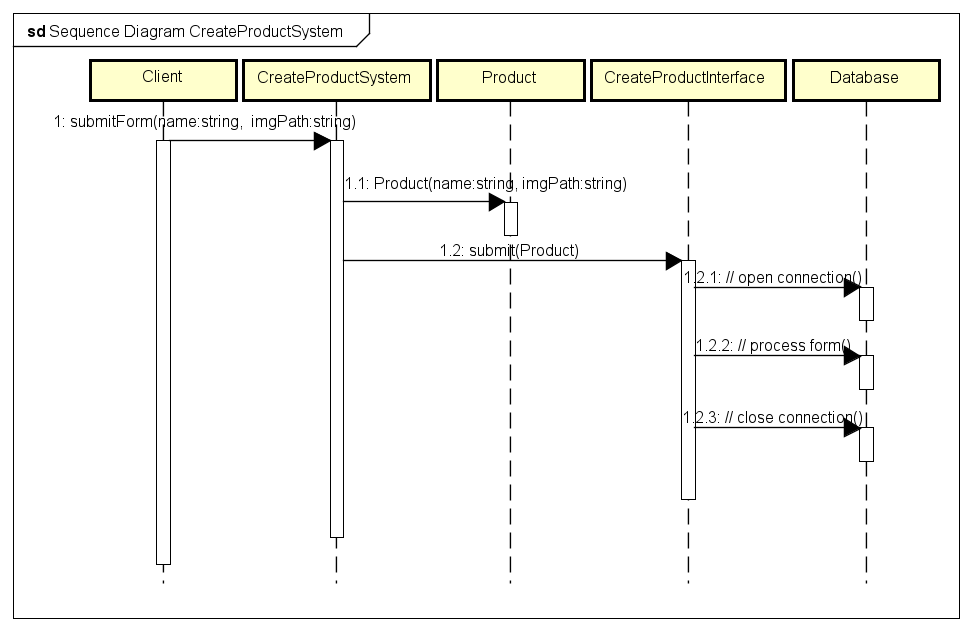 sd Sequence Diagram CreateProductSystem
Client
CreateProductSystem
Product
CreateProductInterface
Database
1: submitForm(name:string, imgPath:string)
1.1: Product(name:string, imgPath:string)
1.2: submit(Product)
1.2.1: // open connection()
1.2.2: // process form()
1.2.3: // close connection()